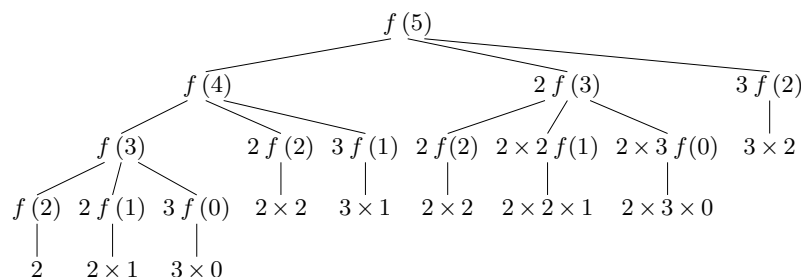 f (5)
f (4) 2 f (3) 3 f (2)
f (3) 2 f (2) 3 f (1) 2 f (2) 2 × 2 f(1) 2 × 3 f(0) 3 × 2
f (2) 2 f (1) 3 f (0) 2 × 2 3 × 1 2 × 2 2 × 2 × 1 2 × 3 × 0
2 2 × 1 3 × 0